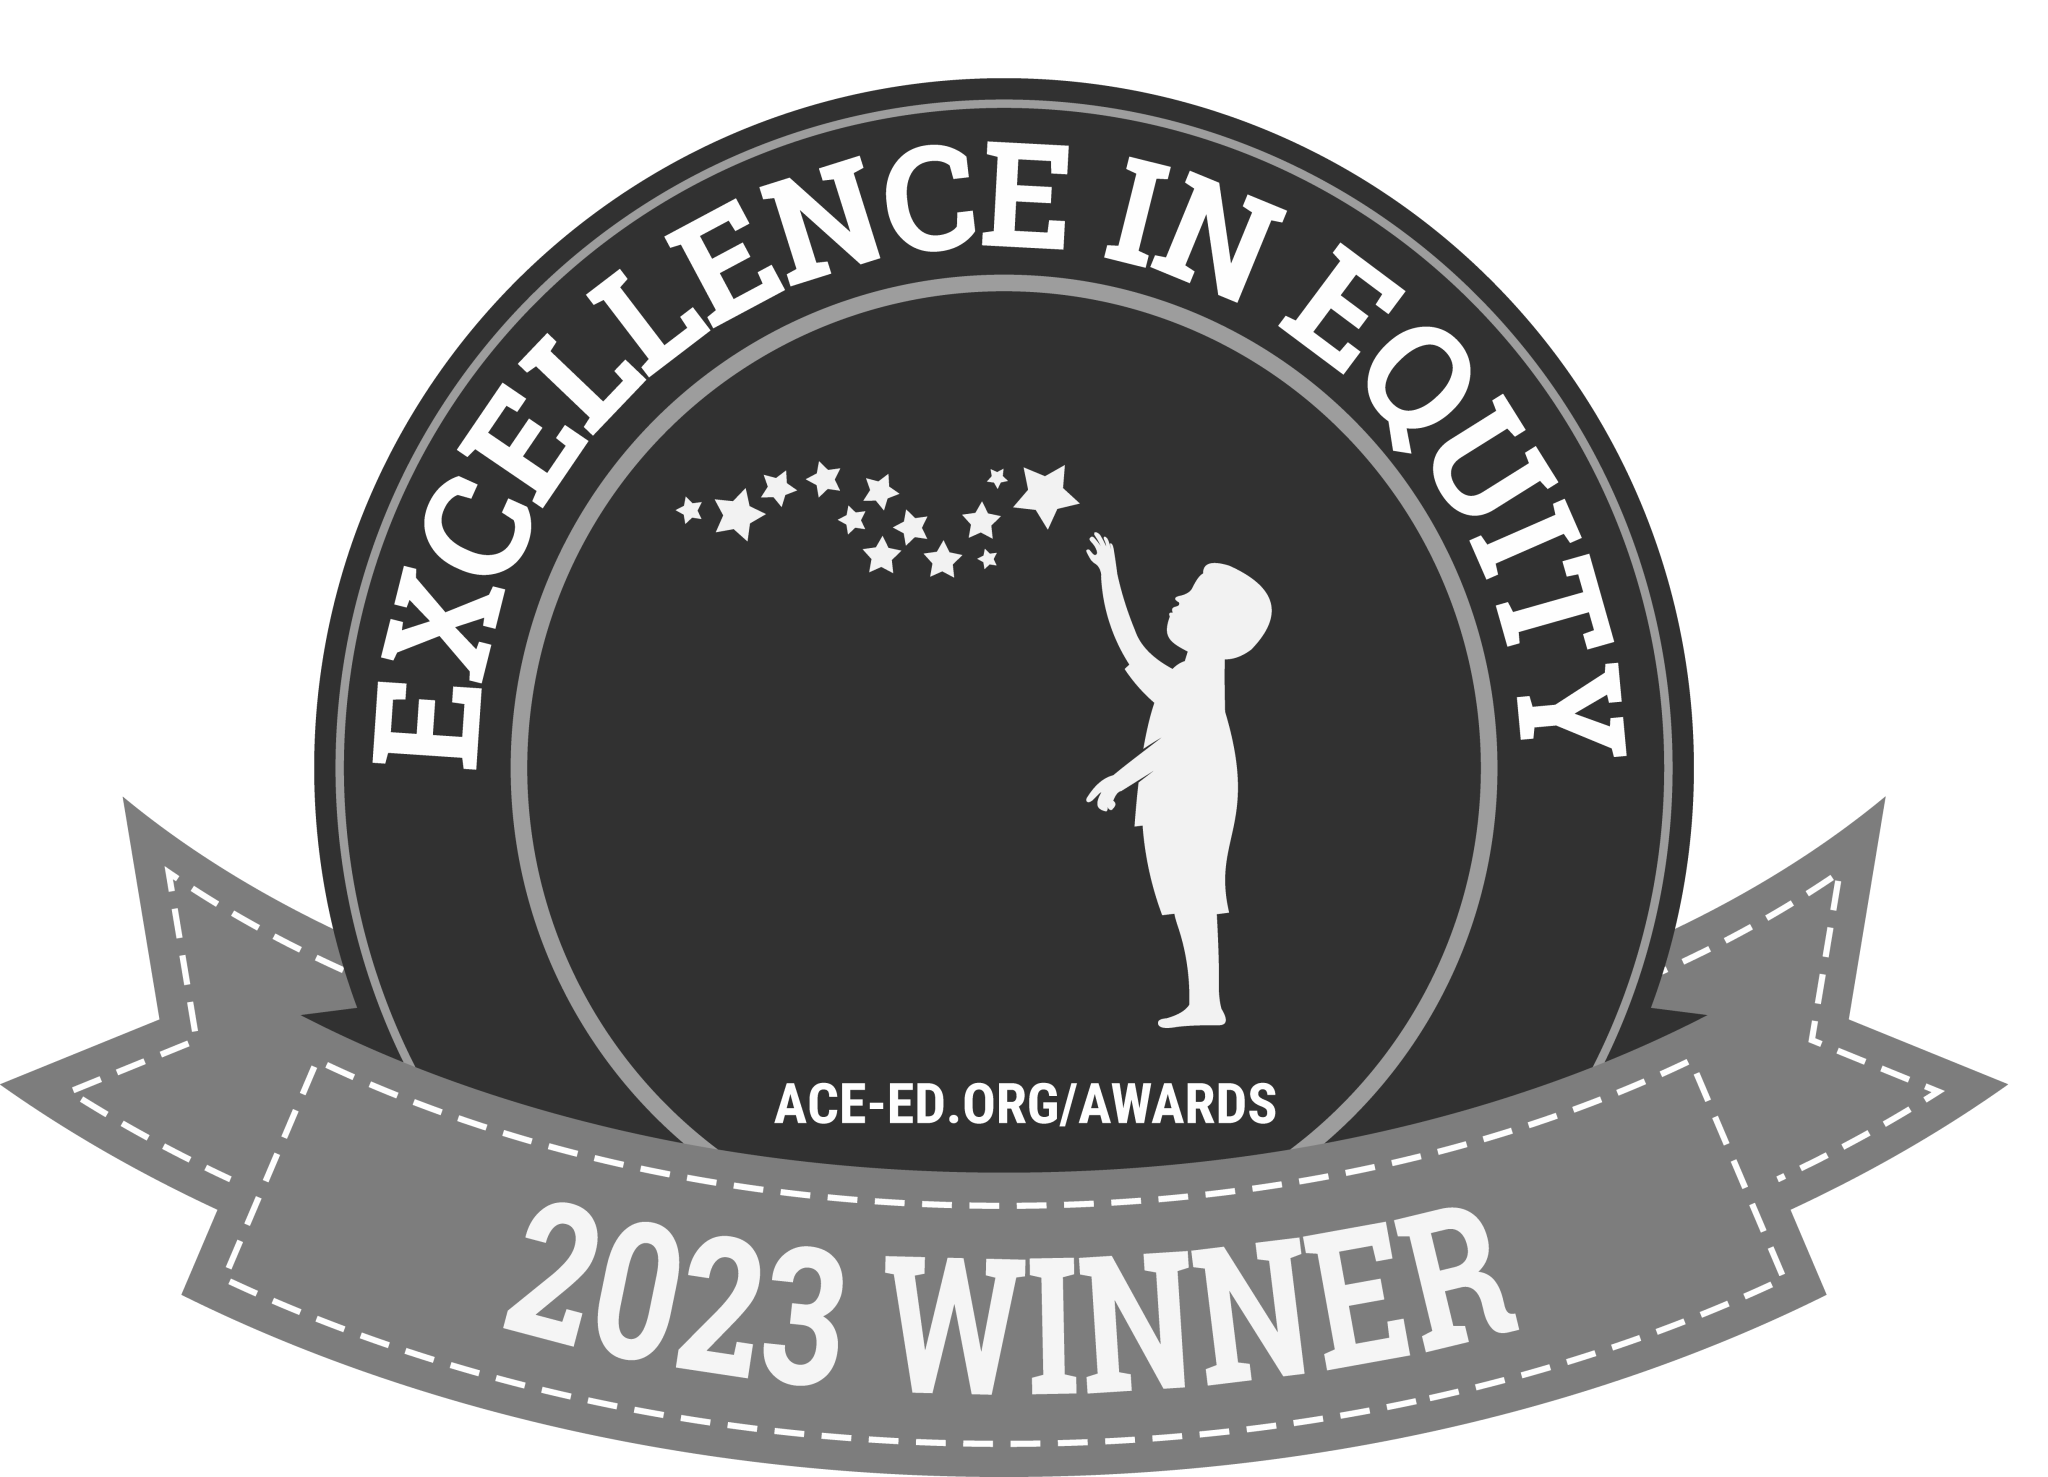 EXCELLENCE IN EQUITY
ACE-ED.ORG/AWARDS
2023 WINNER